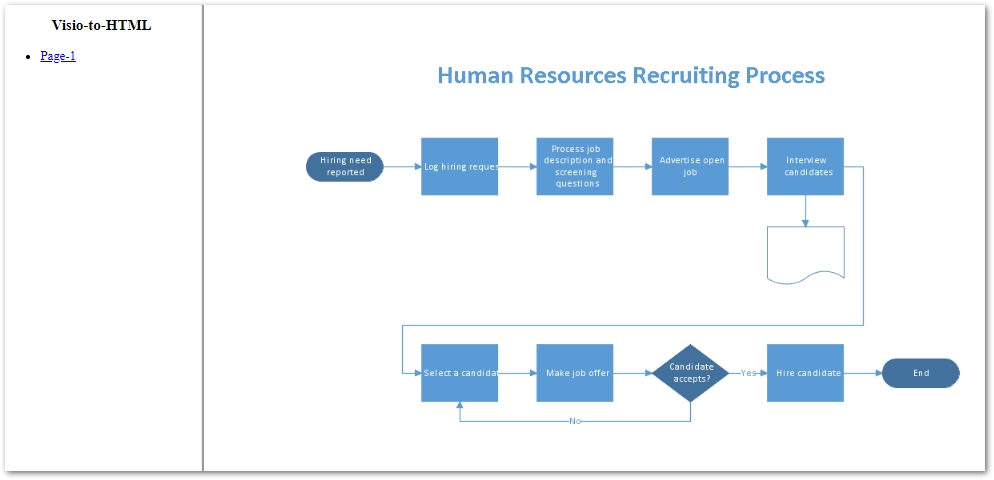 Visio-to-HTML
Page-1
Human Resources Recruiting Process
Hiring need
reported
Log hiring reques
Process job
description and
screening
questions
Advertise open
job
Interview
candidates
Select a candidat
Make job offer
Candidate
accepts?
Yes
Hire candidate
End
No